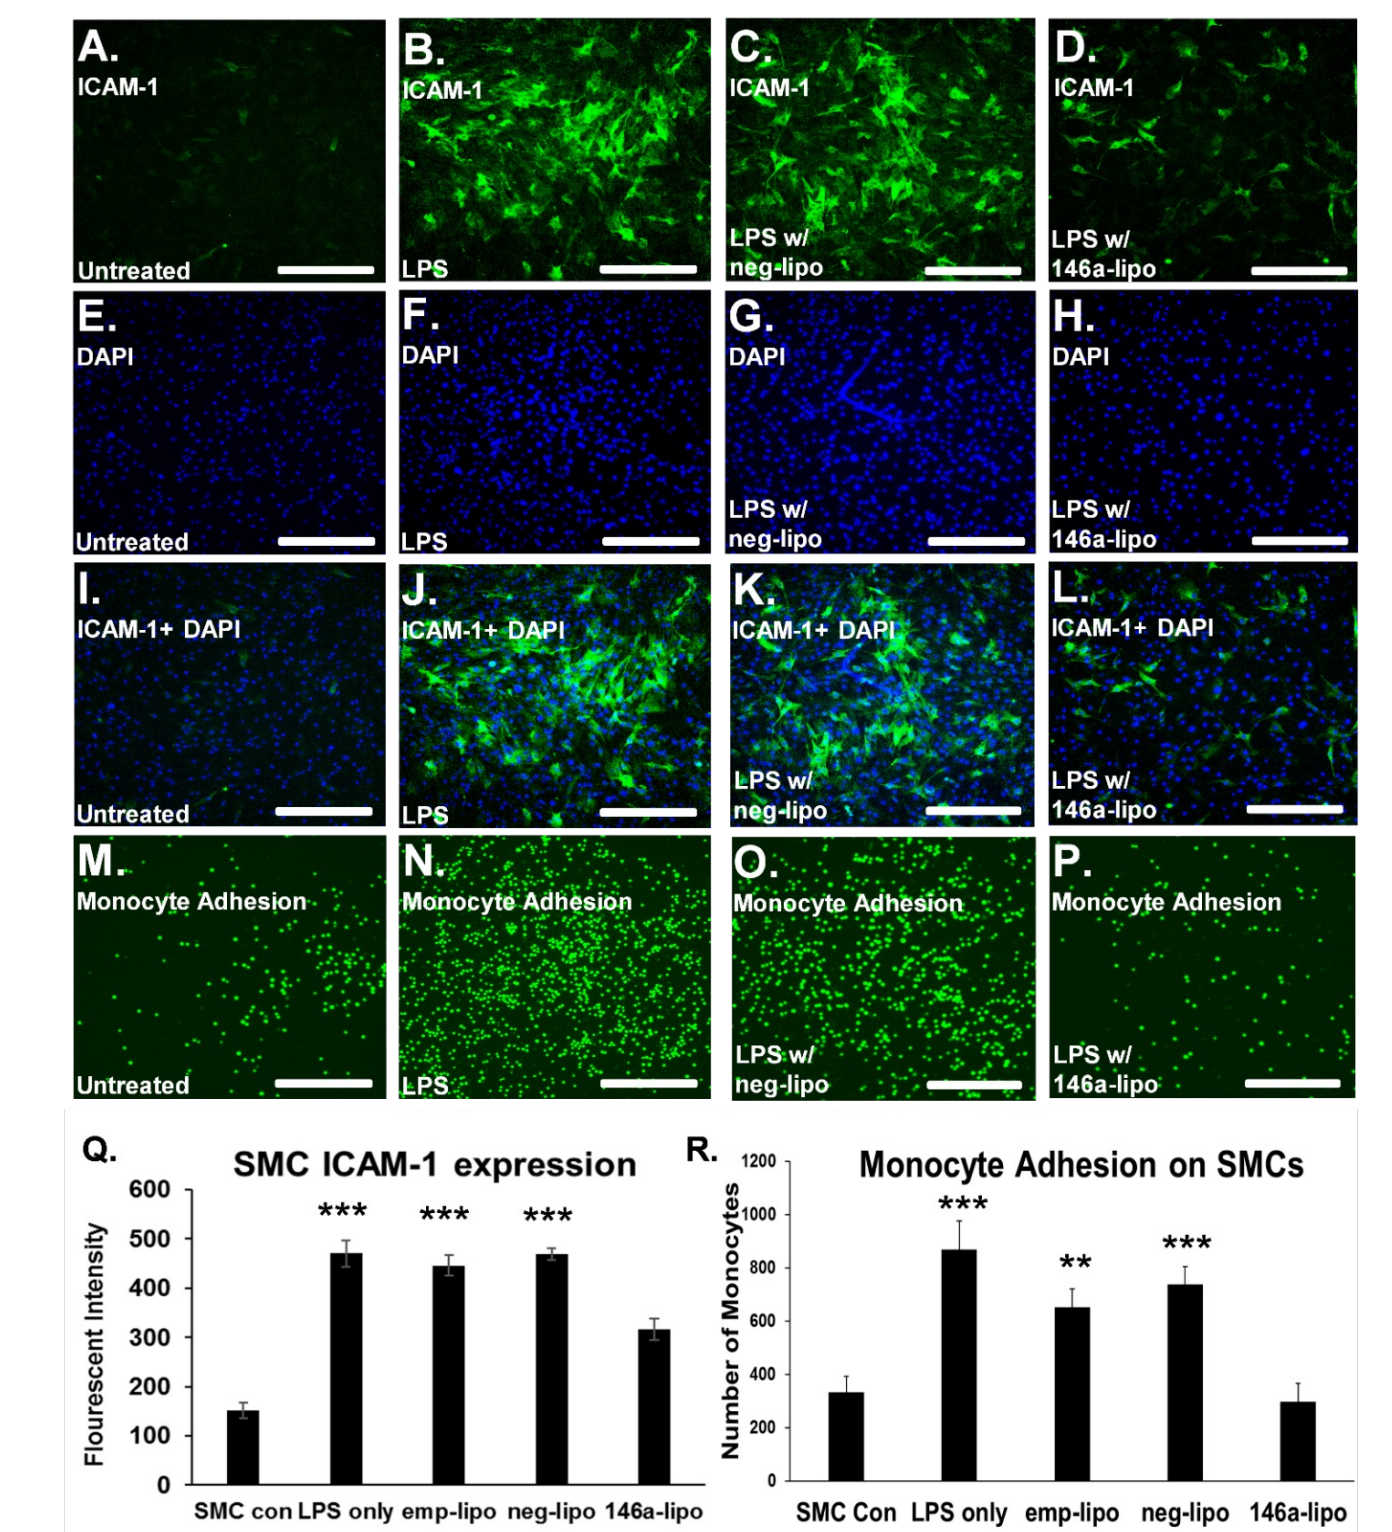 A.
ICAM-1
Untreated
B.
ICAM-1
LPS
C.
ICAM-1
LPS w/
neg-lipo
D.
ICAM-1
LPS w/
146a-lipo
E.
DAPI
Untreated
F.
DAPI
LPS
G.
DAPI
LPS w/
neg-lipo
H.
DAPI
LPS w/
146a-lipo
I.
ICAM-1+ DAPI
Untreated
J.
ICAM-1+ DAPI
LPS
K.
ICAM-1+ DAPI
LPS w/
neg-lipo
L.
ICAM-1+ DAPI
LPS w/
146a-lipo
M.
Monocyte Adhesion
Untreated
N.
Monocyte Adhesion
LPS
O.
Monocyte Adhesion
LPS w/
neg-lipo
P.
Monocyte Adhesion
LPS w/
146a-lipo
Q.
SMC ICAM-1 expression
Flourescent Intensity
600
500
400
300
200
100
0
*** *** ***
SMC con LPS only emp-lipo neg-lipo 146a-lipo
R.
Monocyte Adhesion on SMCs
Number of Monocytes
1200
1000
800
600
400
200
0
*** ** ***
SMC Con LPS only emp-lipo neg-lipo 146a-lipo